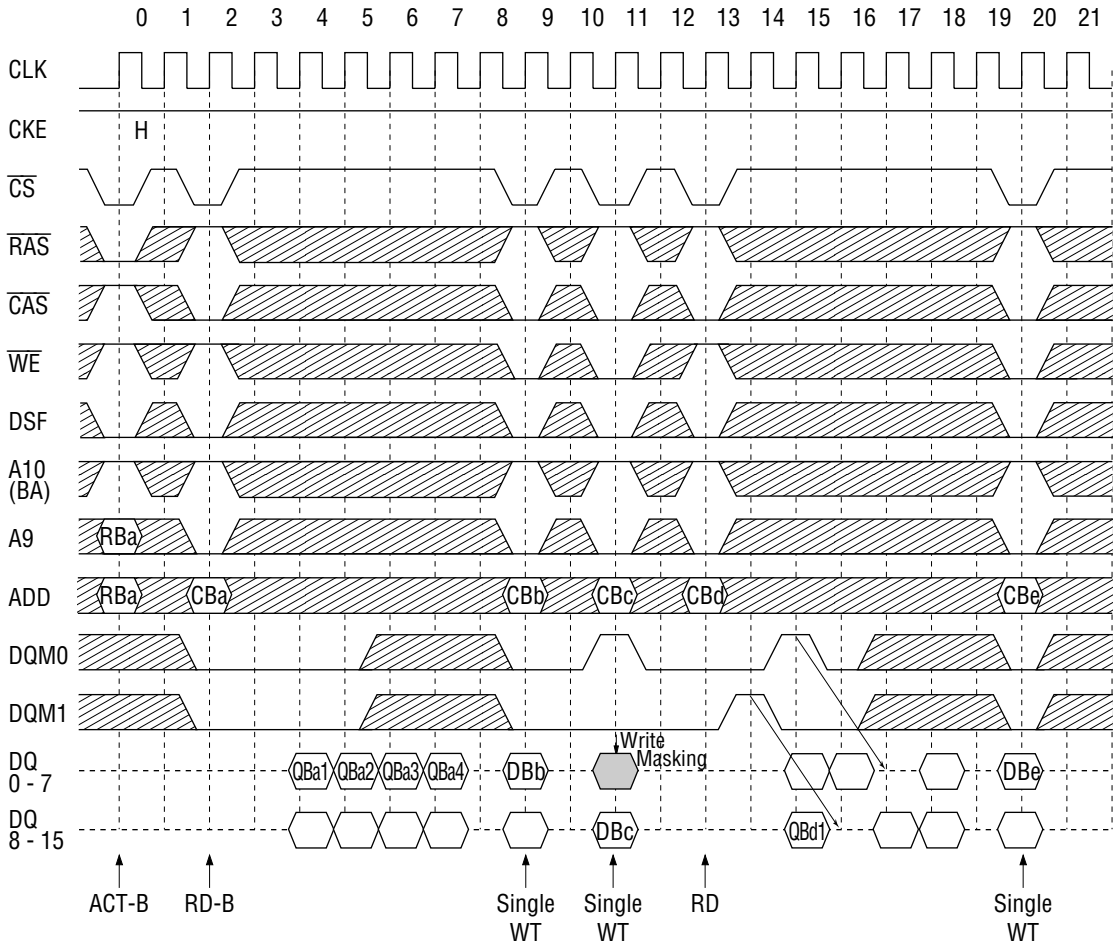 0 1 2 3 4 5 6 7 8 9 10 11 12 13 14 15 16 17 18 19 20 21
CLK
CKE H
CS
RAS
CAS
WE
DSF
A10
(BA)
A9 RBa
ADD RBa CBa CBb CBc CBd CBe
DQM0
DQM1
Write
Masking
DQ
0 - 7
QBa1 QBa2 QBa3 QBa4 DBb DBe
DQ
8 - 15
DBc QBd1
ACT-B RD-B Single Single RD Single
WT WT WT